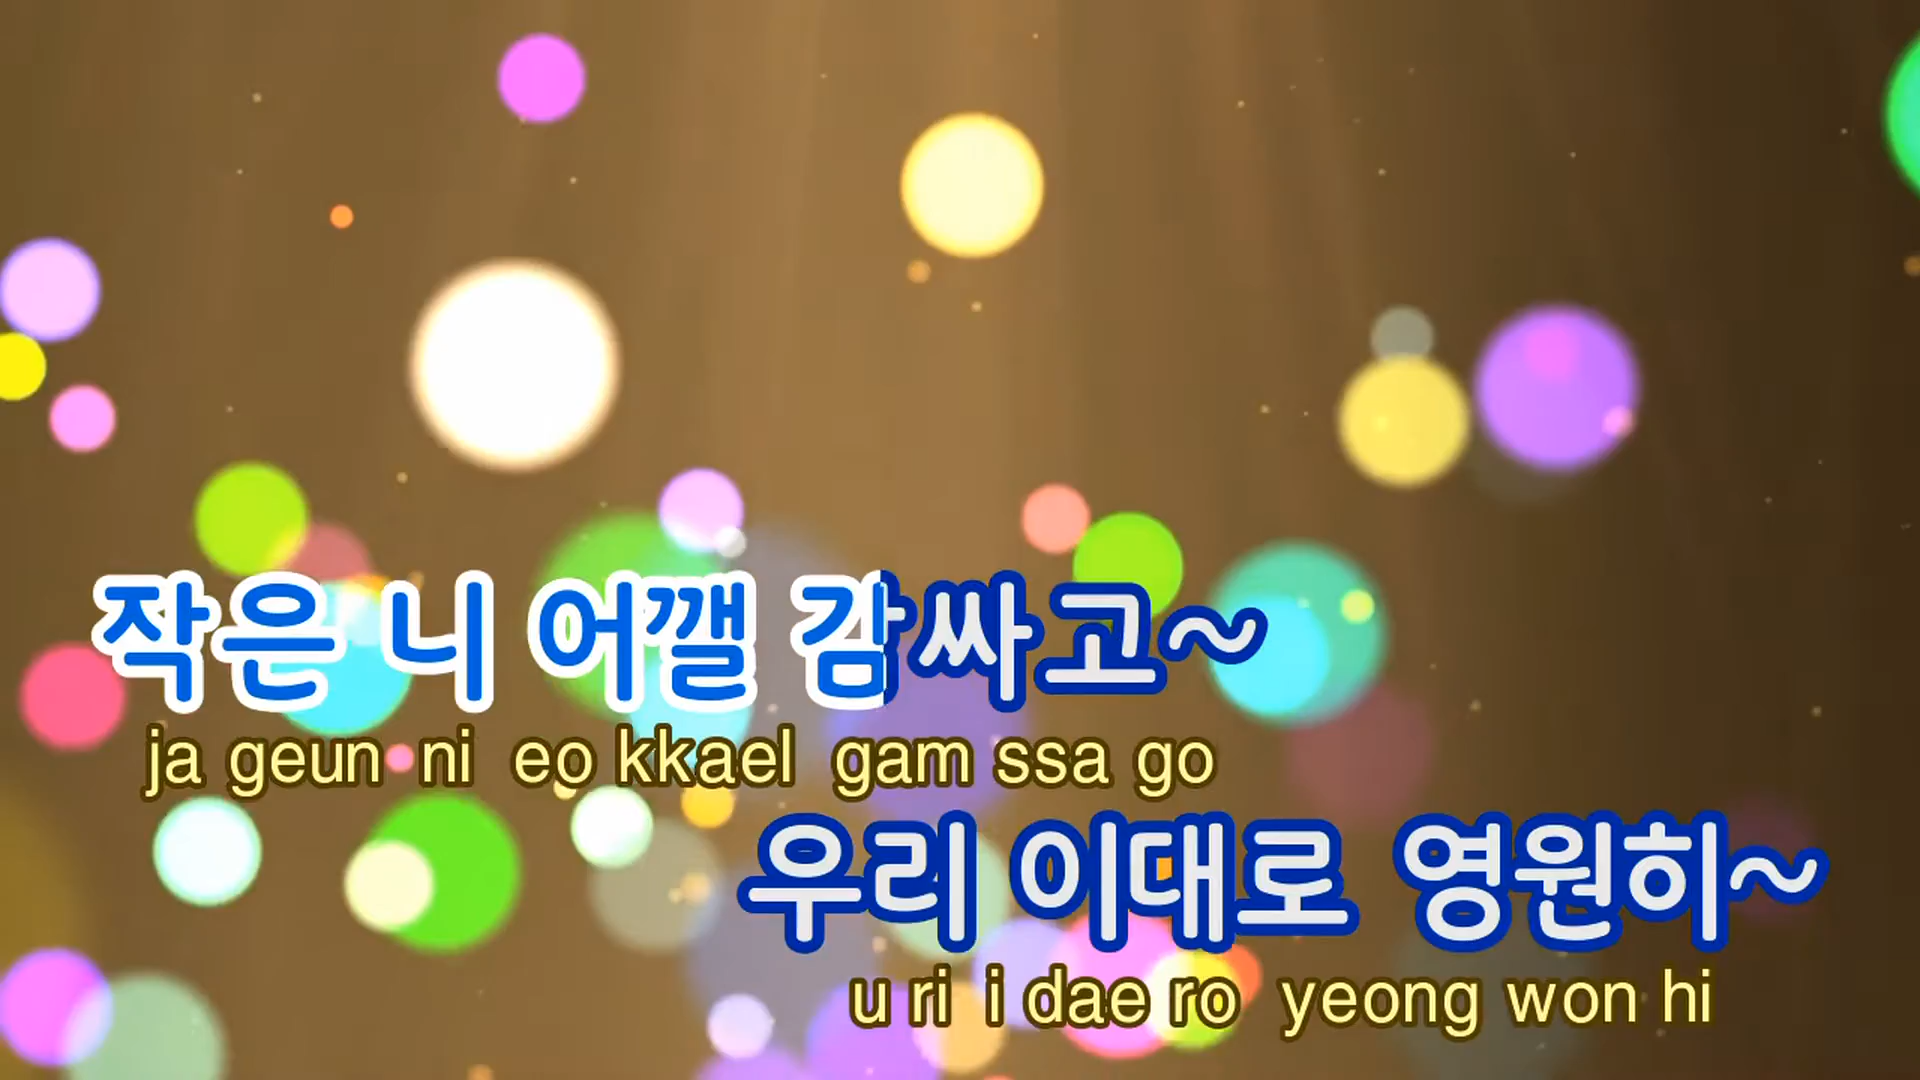 작은 니 어깰 감싸고~
ja geun ni eo kkael gam ssa go
우리 이대로 영원히~
u ri i dae ro yeong won hi